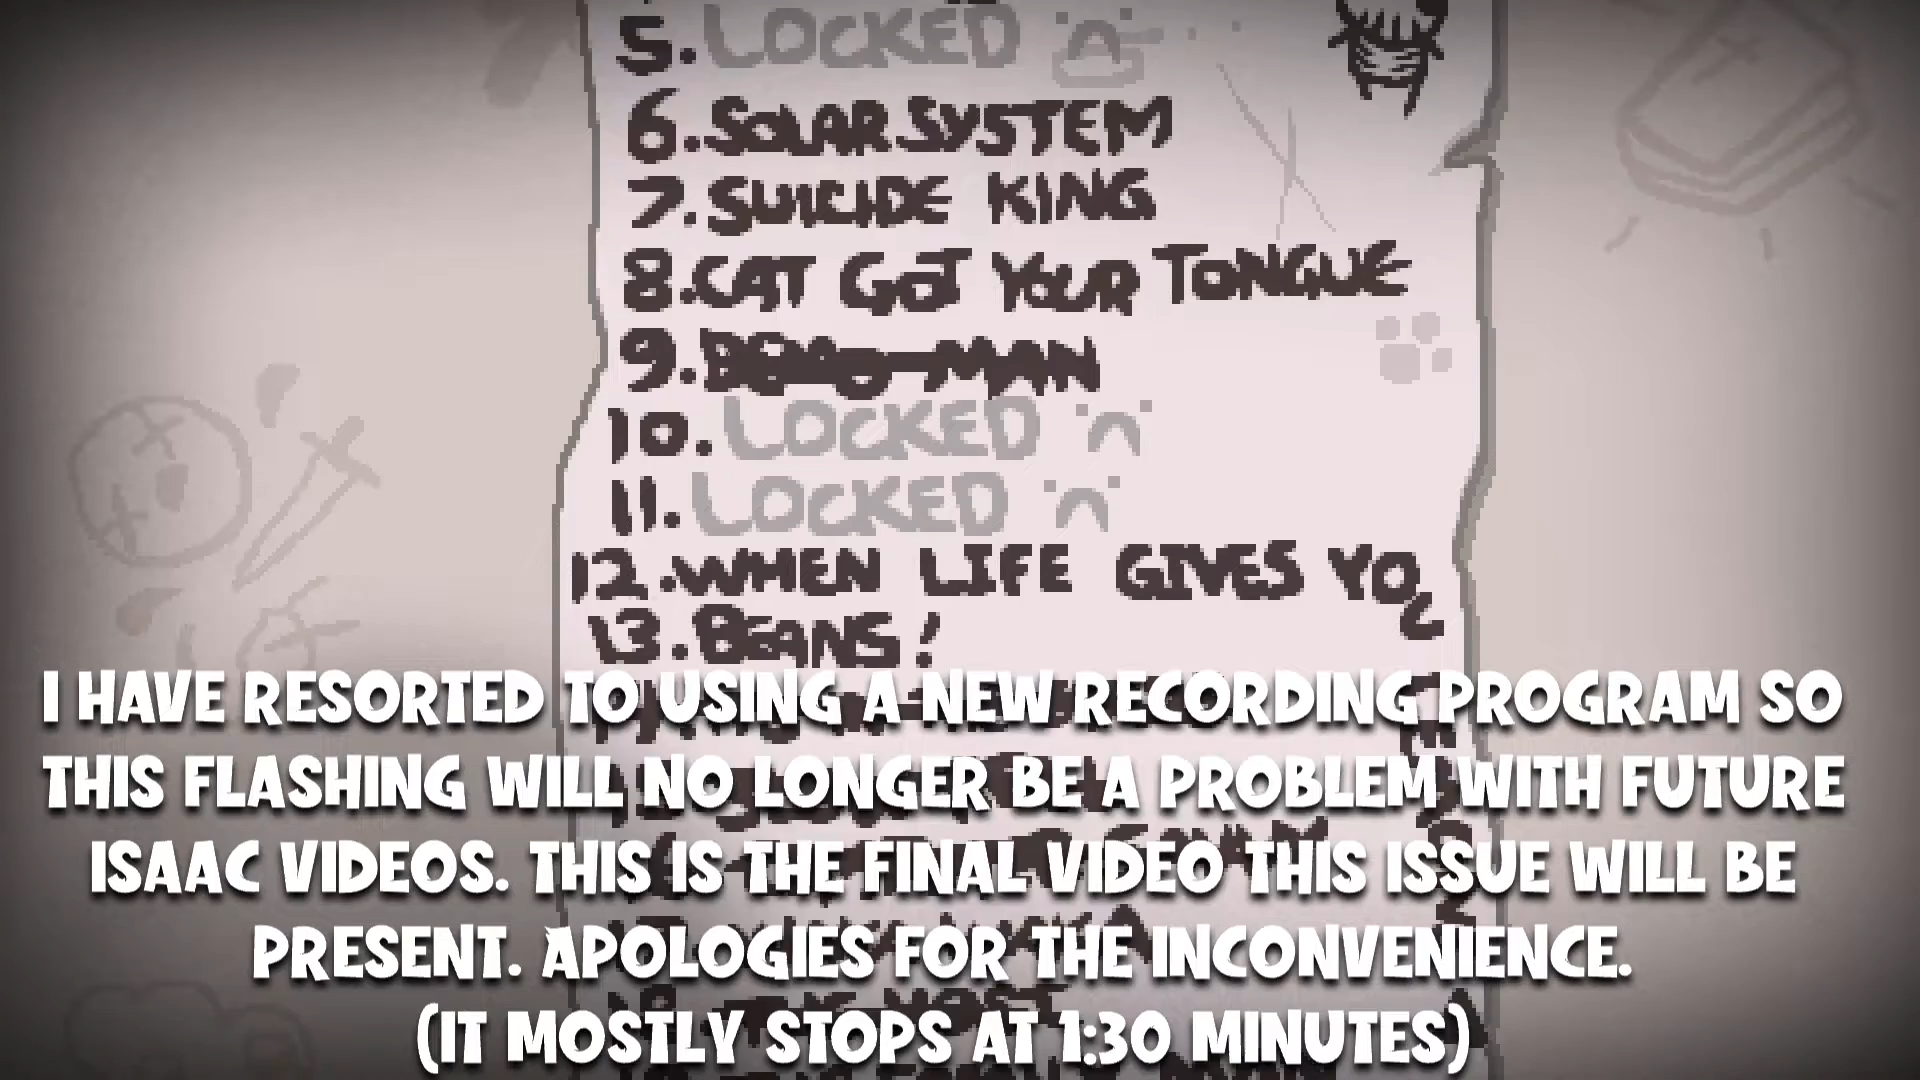 5. LOCKED
6. SOLAR SYSTEM
7. SUICIDE KING
8. CAT GOT YOUR TONGUE
9. DEMO MAN
10. LOCKED
11. LOCKED
12. WHEN LIFE GIVES YOU LEMONS
13. BEANS!
I HAVE RESORTED TO USING A NEW RECORDING PROGRAM SO
THIS FLASHING WILL NO LONGER BE A PROBLEM WITH FUTURE
ISAAC VIDEOS. THIS IS THE FINAL VIDEO THIS ISSUE WILL BE
PRESENT. APOLOGIES FOR THE INCONVENIENCE.
(IT MOSTLY STOPS AT 1:30 MINUTES)